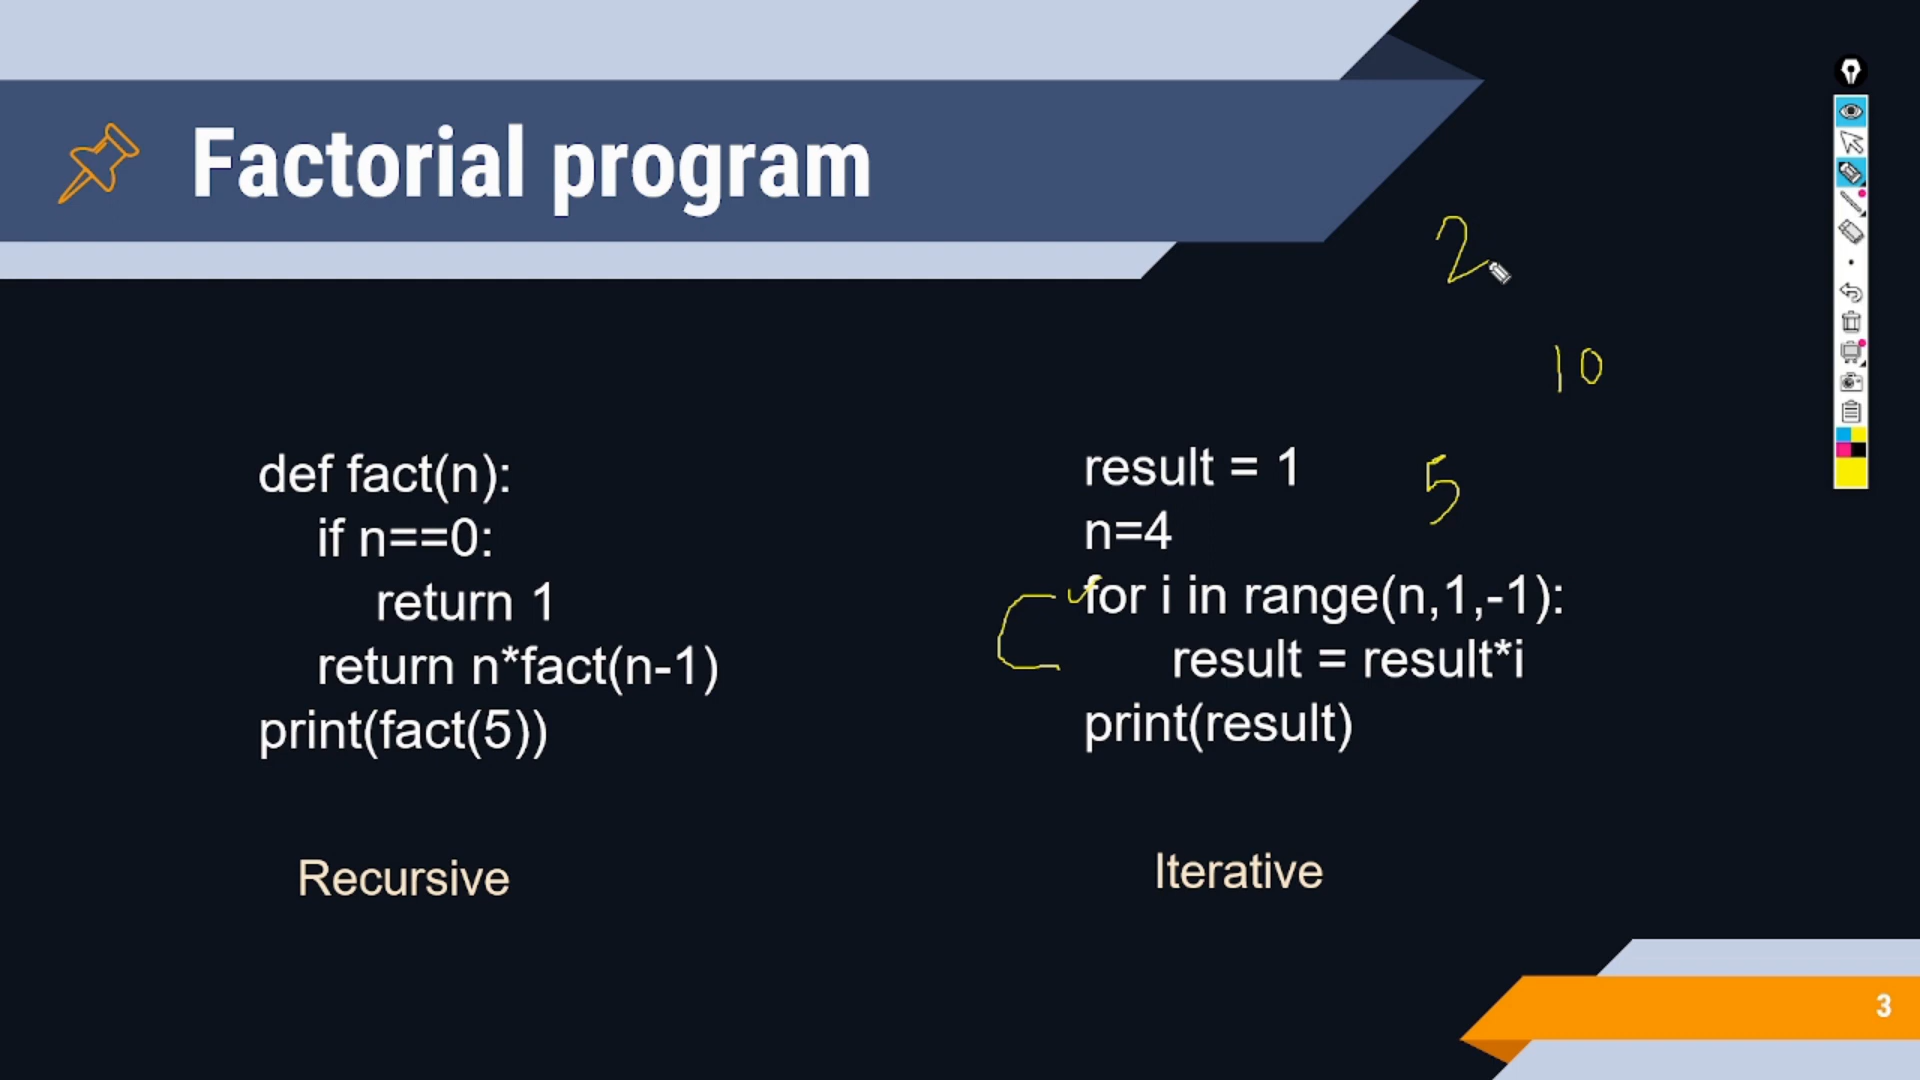 Factorial program
2
10
def fact(n):
if n==0:
return 1
return n*fact(n-1)
print(fact(5))
Recursive
result = 1
5
n=4
for i in range(n,1,-1):
result = result*i
print(result)
Iterative
3